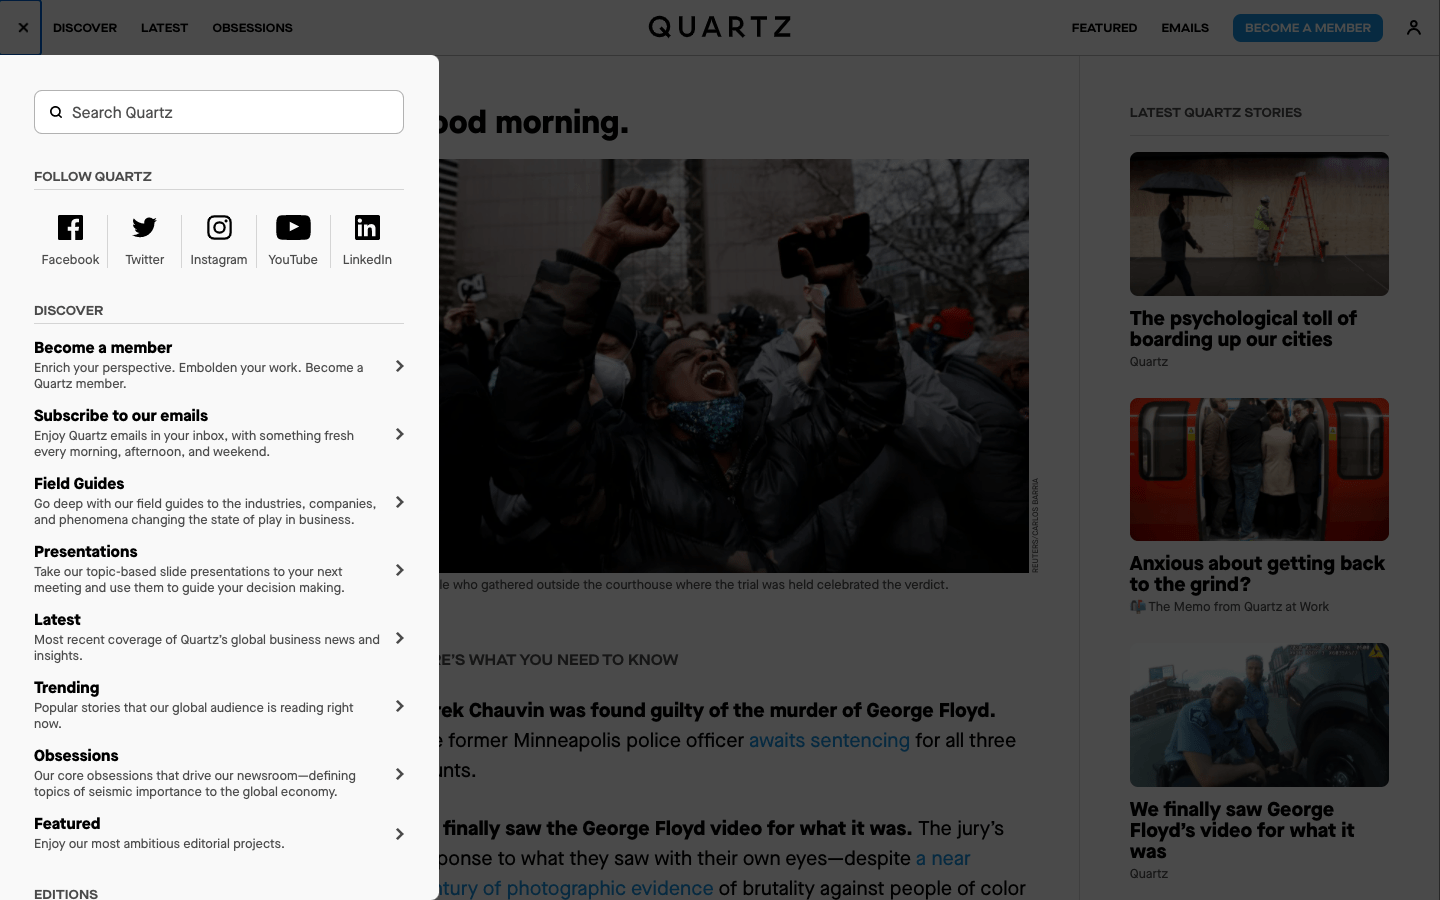 DISCOVER
LATEST
OBSESSIONS
QUARTZ
FEATURED
EMAILS
BECOME A MEMBER
Search Quartz
FOLLOW QUARTZ
Facebook
Twitter
Instagram
YouTube
LinkedIn
DISCOVER
Become a member
Enrich your perspective. Embolden your work. Become a
Quartz member.
Subscribe to our emails
Enjoy Quartz emails in your inbox, with something fresh
every morning, afternoon, and weekend.
Field Guides
Go deep with our field guides to the industries, companies,
and phenomena changing the state of play in business.
Presentations
Take our topic-based slide presentations to your next
meeting and use them to guide your decision making.
Latest
Most recent coverage of Quartz’s global business news and
insights.
Trending
Popular stories that our global audience is reading right
now.
Obsessions
Our core obsessions that drive our newsroom—defining
topics of seismic importance to the global economy.
Featured
Enjoy our most ambitious editorial projects.
EDITIONS
ood morning.
REUTERS/CARLOS BARRIA
le who gathered outside the courthouse where the trial was held celebrated the verdict.
RE’S WHAT YOU NEED TO KNOW
rek Chauvin was found guilty of the murder of George Floyd.
e former Minneapolis police officer awaits sentencing for all three
unts.
finally saw the George Floyd video for what it was. The jury’s
ponse to what they saw with their own eyes—despite a near
ntury of photographic evidence of brutality against people of color
LATEST QUARTZ STORIES
The psychological toll of
boarding up our cities
Quartz
Anxious about getting back
to the grind?
The Memo from Quartz at Work
We finally saw George
Floyd’s video for what it
was
Quartz